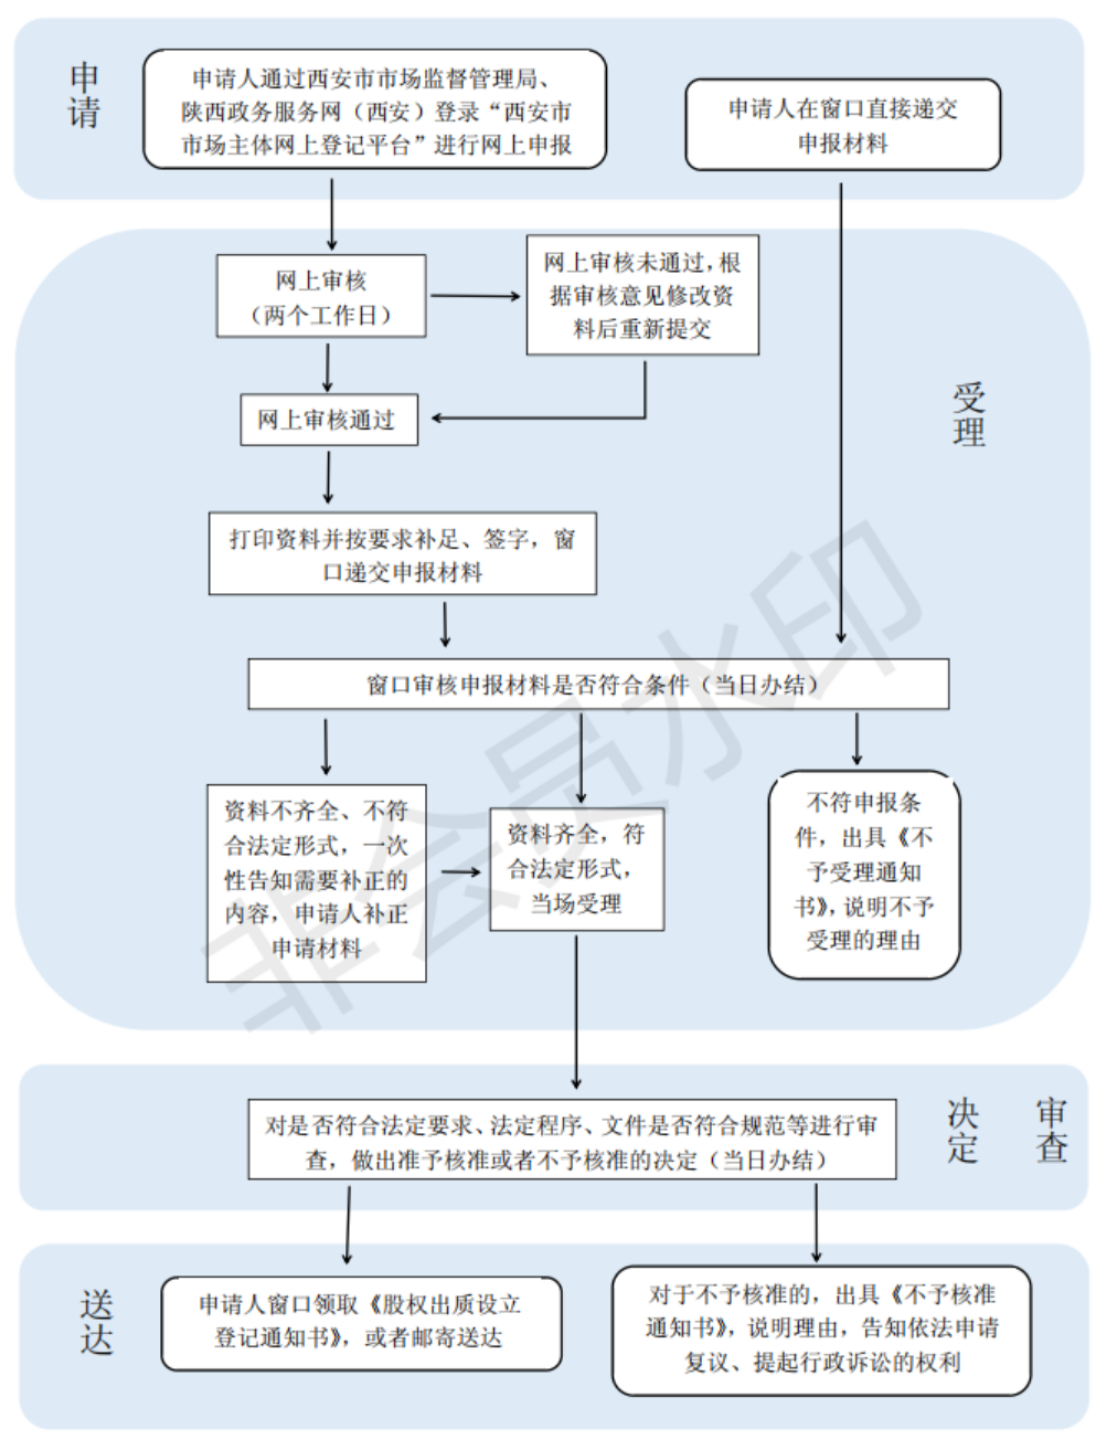 申请
申请人通过西安市市场监督管理局、
陕西政务服务网（西安）登录“西安市
市场主体网上登记平台”进行网上申报
申请人在窗口直接递交
申报材料
受理
网上审核
（两个工作日）
网上审核未通过，根
据审核意见修改资
料后重新提交
网上审核通过
打印资料并按要求补足、签字，窗
口递交申报材料
窗口审核申报材料是否符合条件（当日办结）
资料不齐全、不符
合法定形式，一次
性告知需要补正的
内容，申请人补正
申请材料
资料齐全，符
合法定形式，
当场受理
不符申报条
件，出具《不
予受理通知
书》，说明不予
受理的理由
非会员水印
决定
审查
对是否符合法定要求、法定程序、文件是否符合规范等进行审
查，做出准予核准或者不予核准的决定（当日办结）
送达
申请人窗口领取《股权出质设立
登记通知书》，或者邮寄送达
对于不予核准的，出具《不予核准
通知书》，说明理由，告知依法申请
复议、提起行政诉讼的权利